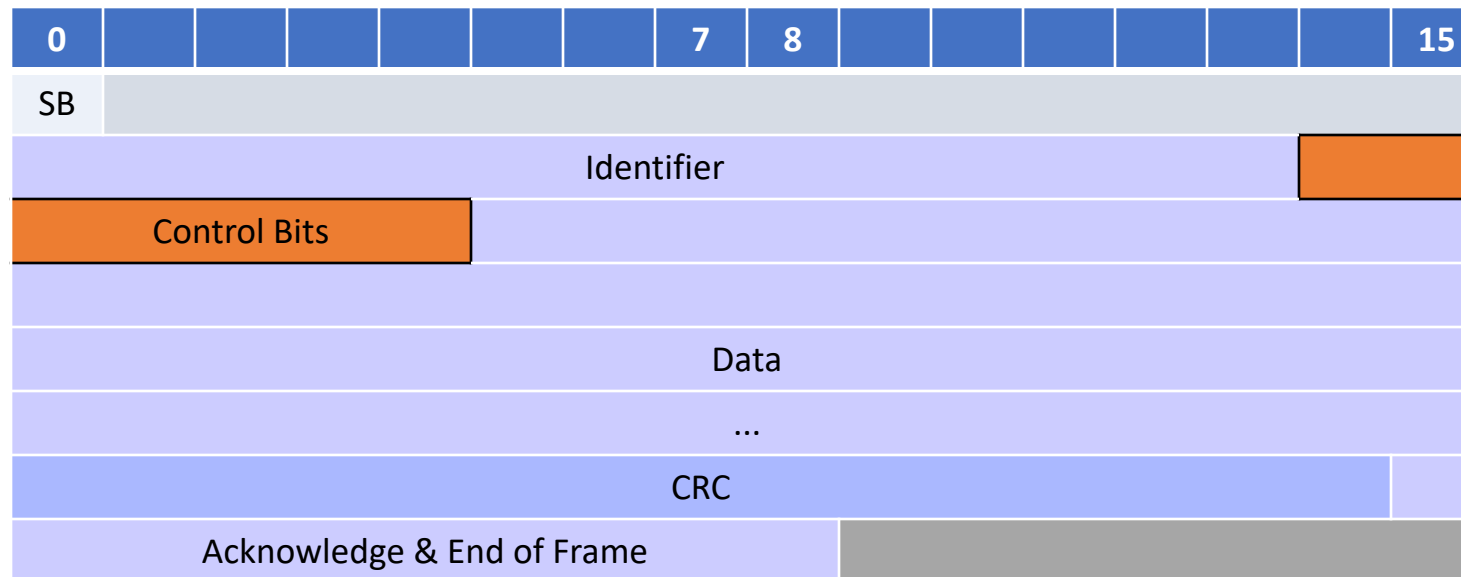 0 7 8 15
SB
Identifier
Control Bits
Data
...
CRC
Acknowledge & End of Frame